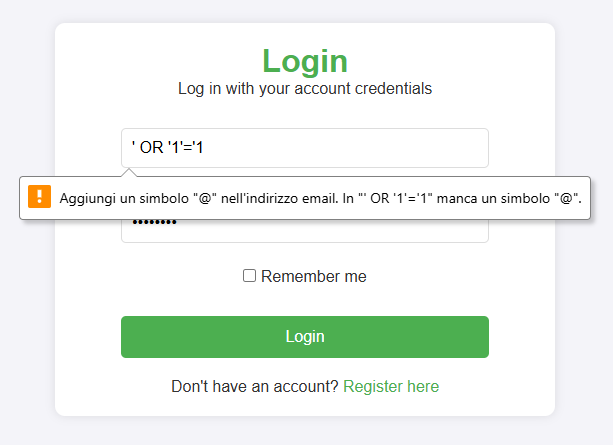 Login
Log in with your account credentials
' OR '1'='1
Aggiungi un simbolo "@" nell'indirizzo email. In "' OR '1'='1" manca un simbolo "@".
••••••••
Remember me
Login
Don't have an account? Register here